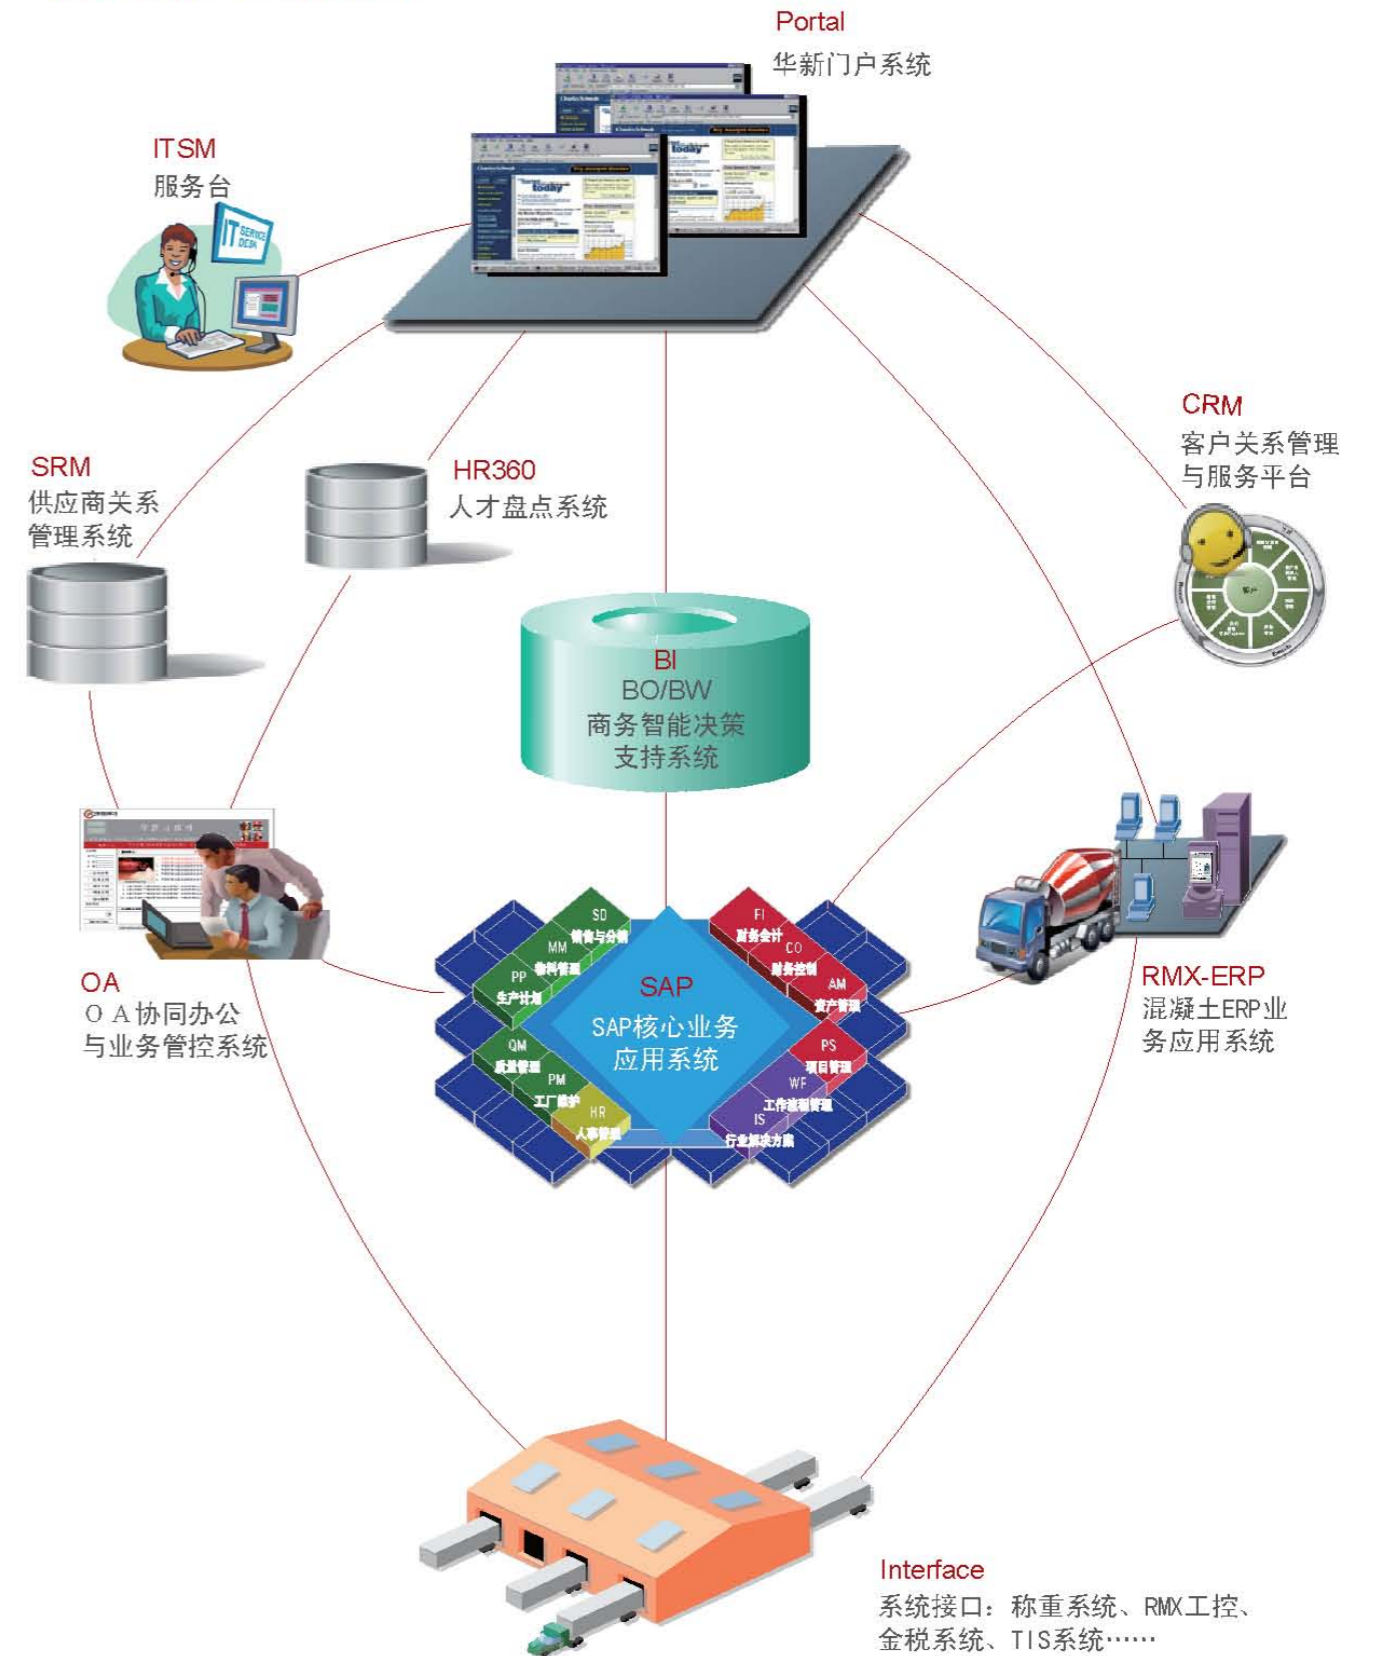 Portal
华新门户系统
ITSM
服务台
IT SERVICE
DESK
today
today
CRM
客户关系管理
与服务平台
客户
SRM
供应商关系
管理系统
HR360
人才盘点系统
BI
BO/BW
商务智能决策
支持系统
OA
OA协同办公
与业务管控系统
SD
销售与分销
MM
物料管理
PP
生产计划
QM
质量管理
PM
工厂维护
HR
人事管理
SAP
SAP核心业务
应用系统
FI
财务会计
CO
财务控制
AM
资产管理
PS
项目管理
WF
工作流程管理
IS
行业解决方案
RMX-ERP
混凝土ERP业
务应用系统
Interface
系统接口：称重系统、RMX工控、
金税系统、TIS系统……